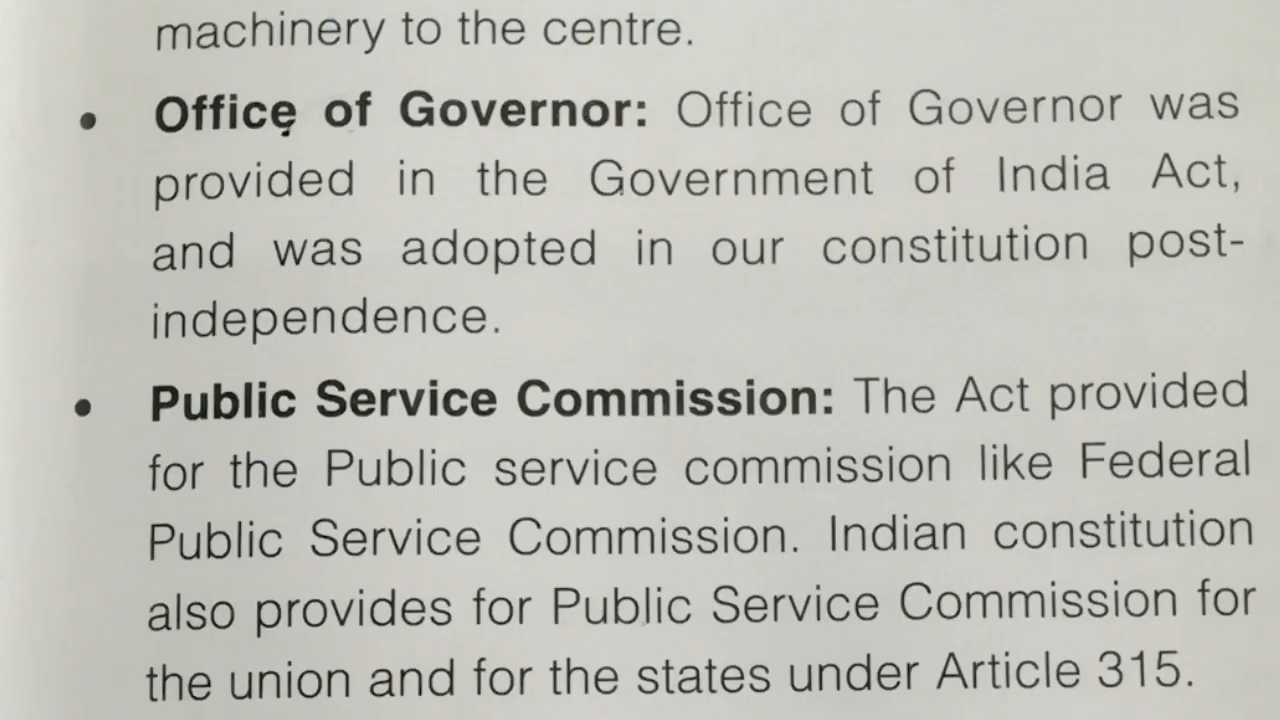 machinery to the centre.
• Office of Governor: Office of Governor was
provided in the Government of India Act,
and was adopted in our constitution post-
independence.
• Public Service Commission: The Act provided
for the Public service commission like Federal
Public Service Commission. Indian constitution
also provides for Public Service Commission for
the union and for the states under Article 315.